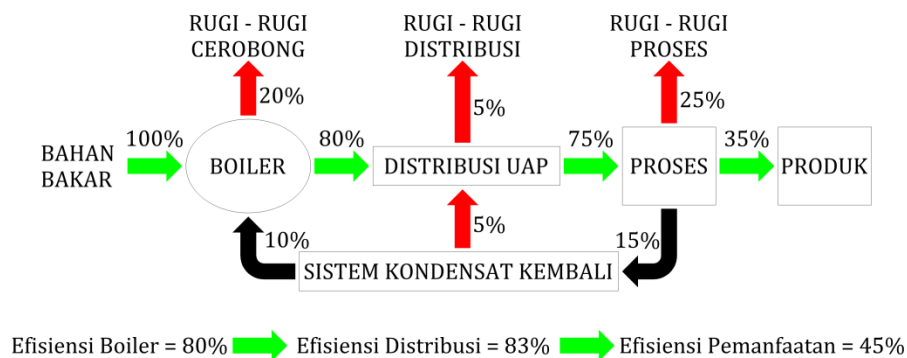 RUGI - RUGI
CEROBONG
RUGI - RUGI
DISTRIBUSI
RUGI - RUGI
PROSES
20%
5%
25%
100%
80%
75%
35%
BAHAN
BAKAR
BOILER
DISTRIBUSI UAP
PROSES
PRODUK
10%
5%
15%
SISTEM KONDENSAT KEMBALI
Efisiensi Boiler = 80%
Efisiensi Distribusi = 83%
Efisiensi Pemanfaatan = 45%